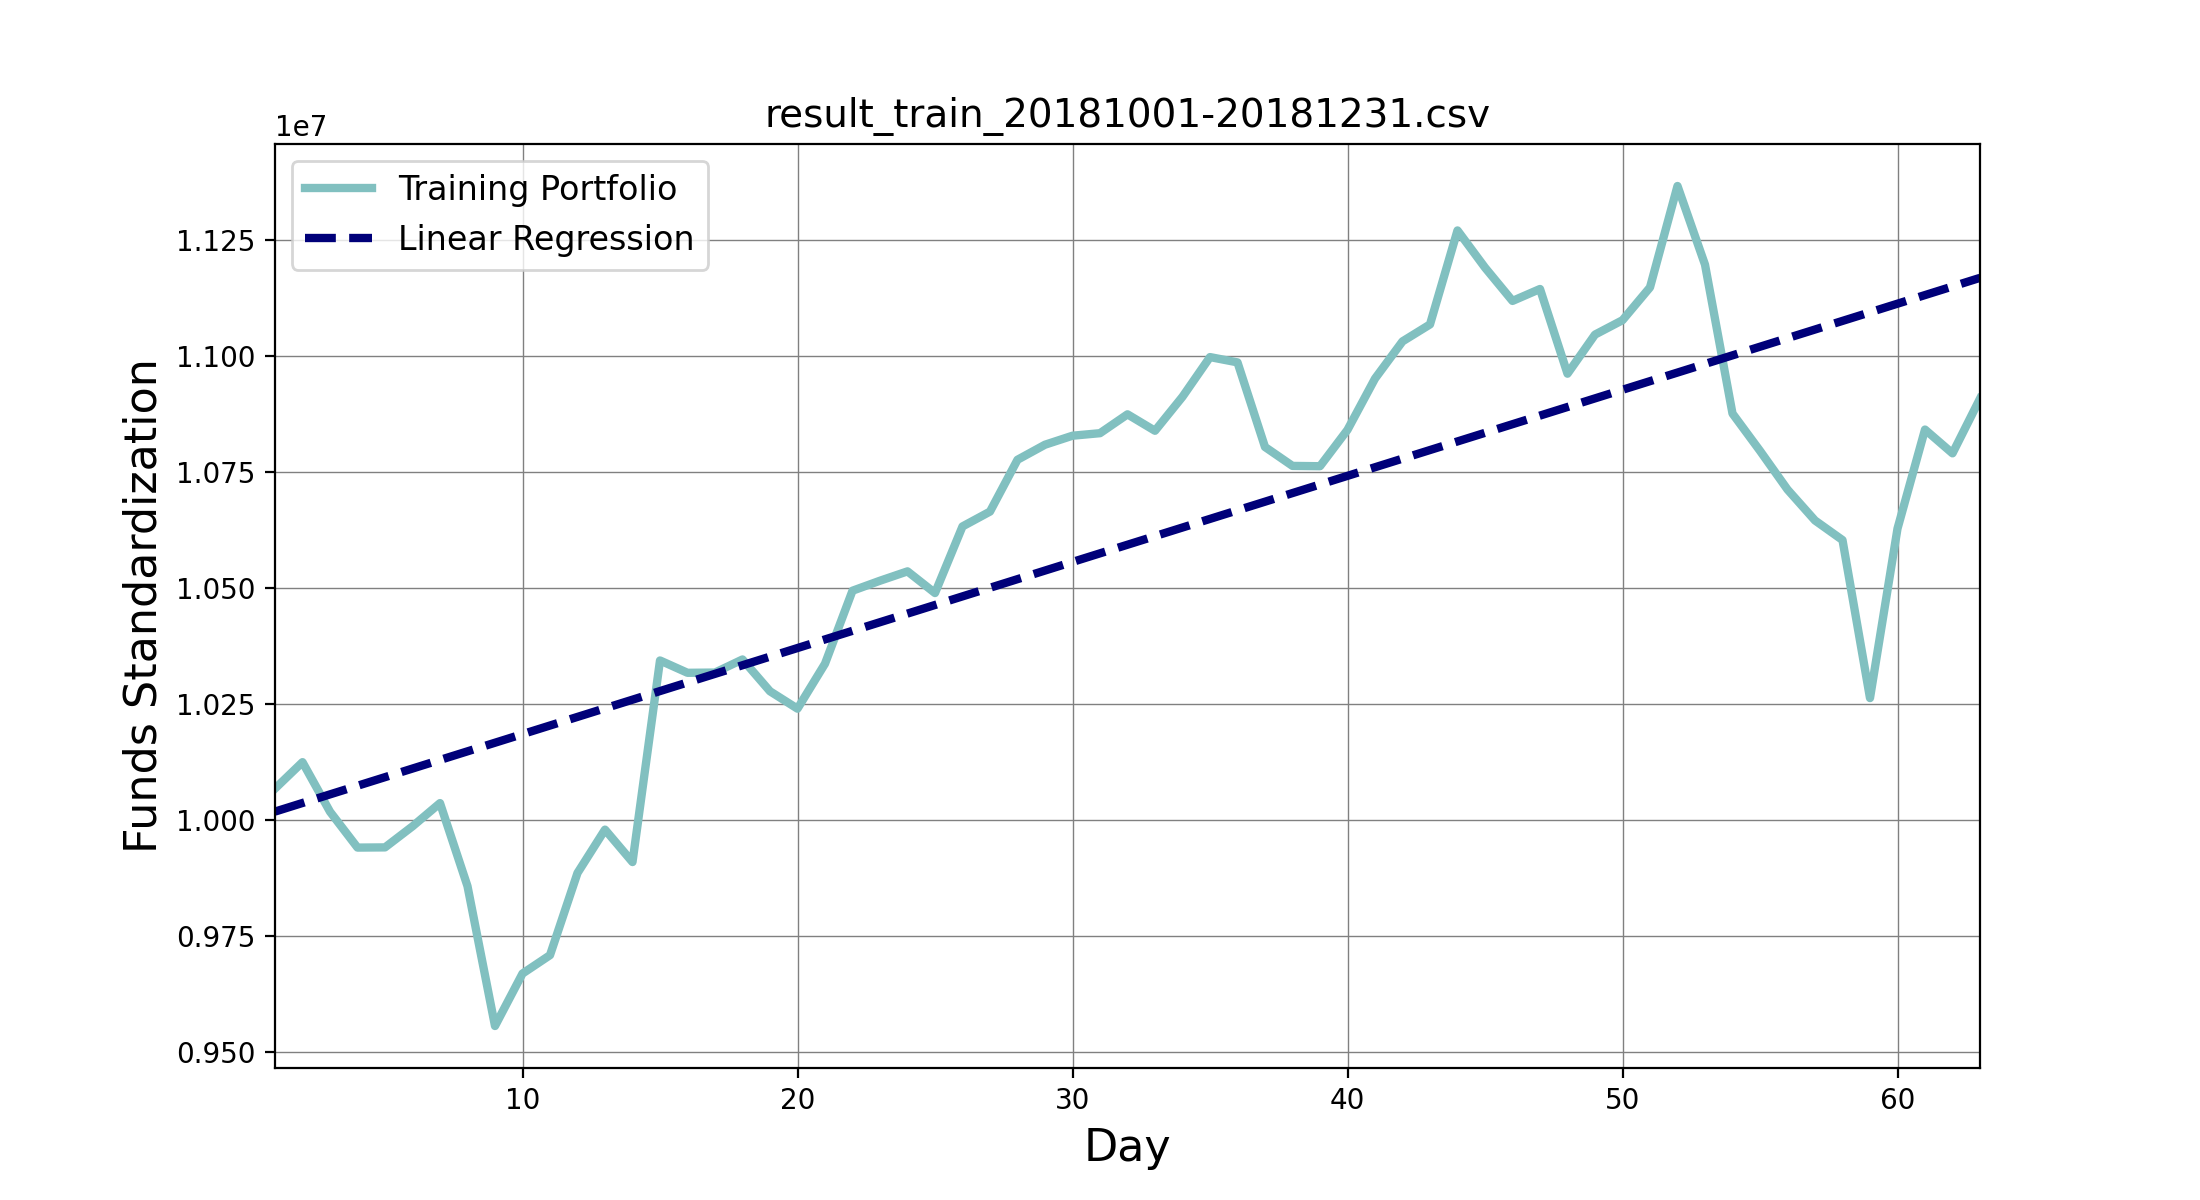 result_train_20181001-20181231.csv
1e7
Training Portfolio
Linear Regression
1.125
1.100
1.075
1.050
1.025
1.000
0.975
0.950
Funds Standardization
10 20 30 40 50 60
Day